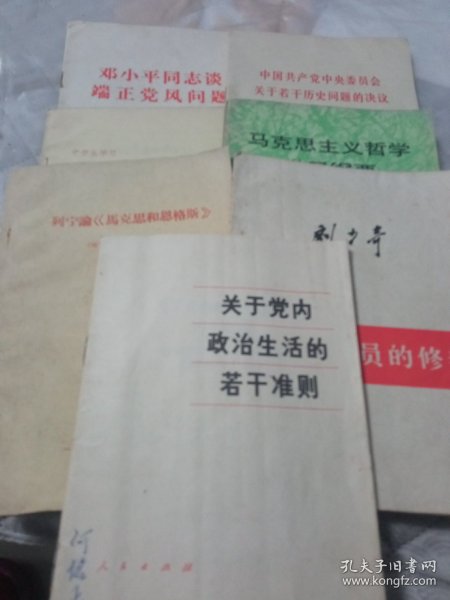 邓小平同志谈
端正党风问题
中国共产党中央委员会
关于若干历史问题的决议
马克思主义哲学
列宁論《馬克思和恩格斯》
刘少奇
员的修
关于党内
政治生活的
若干准则
人民出版社
孔夫子旧书网
www.kongfz.com